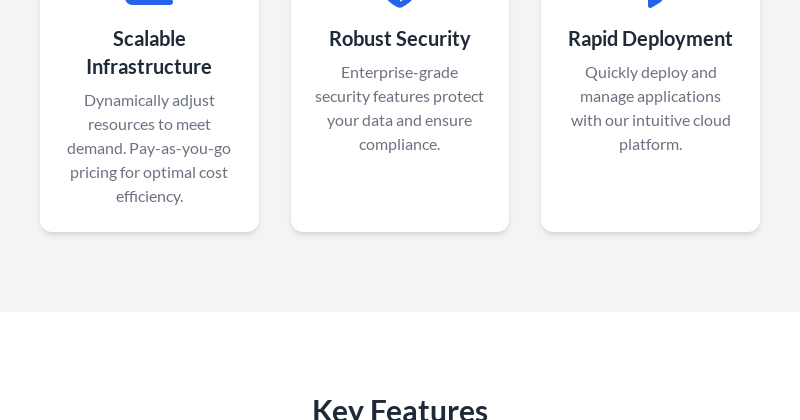 Scalable
Infrastructure
Dynamically adjust
resources to meet
demand. Pay-as-you-go
pricing for optimal cost
efficiency.
Robust Security
Enterprise-grade
security features protect
your data and ensure
compliance.
Rapid Deployment
Quickly deploy and
manage applications
with our intuitive cloud
platform.
Key Features